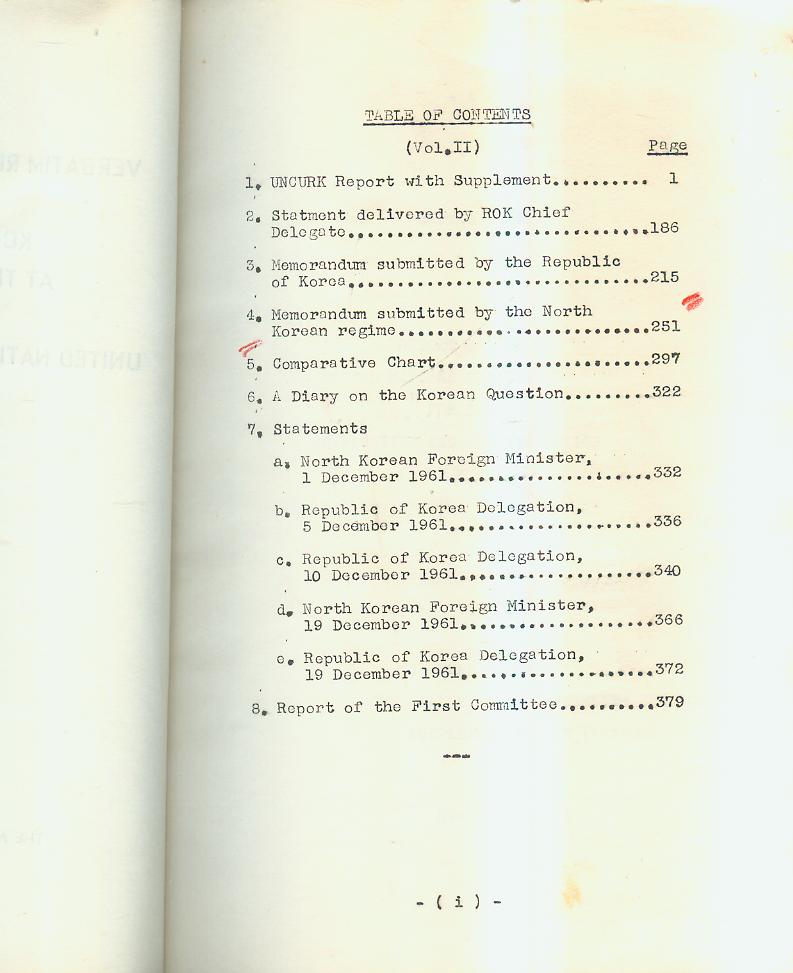 TABLE OF CONTENTS
(Vol.II) Page
1. UNCURK Report with Supplement.......... 1
2. Statment delivered by ROK Chief
Delegate...............................186
3. Memorandum submitted by the Republic
of Korea...............................215
4. Memorandum submitted by the North
Korean regime..........................251
5. Comparative Chart......................297
6. A Diary on the Korean Question.........322
7. Statements
a. North Korean Foreign Minister,
1 December 1961.....................332
b. Republic of Korea Delegation,
5 December 1961.....................336
c. Republic of Korea Delegation,
10 December 1961....................340
d. North Korean Foreign Minister,
19 December 1961....................366
e. Republic of Korea Delegation,
19 December 1961....................372
8. Report of the First Committee..........379
- ( i ) -